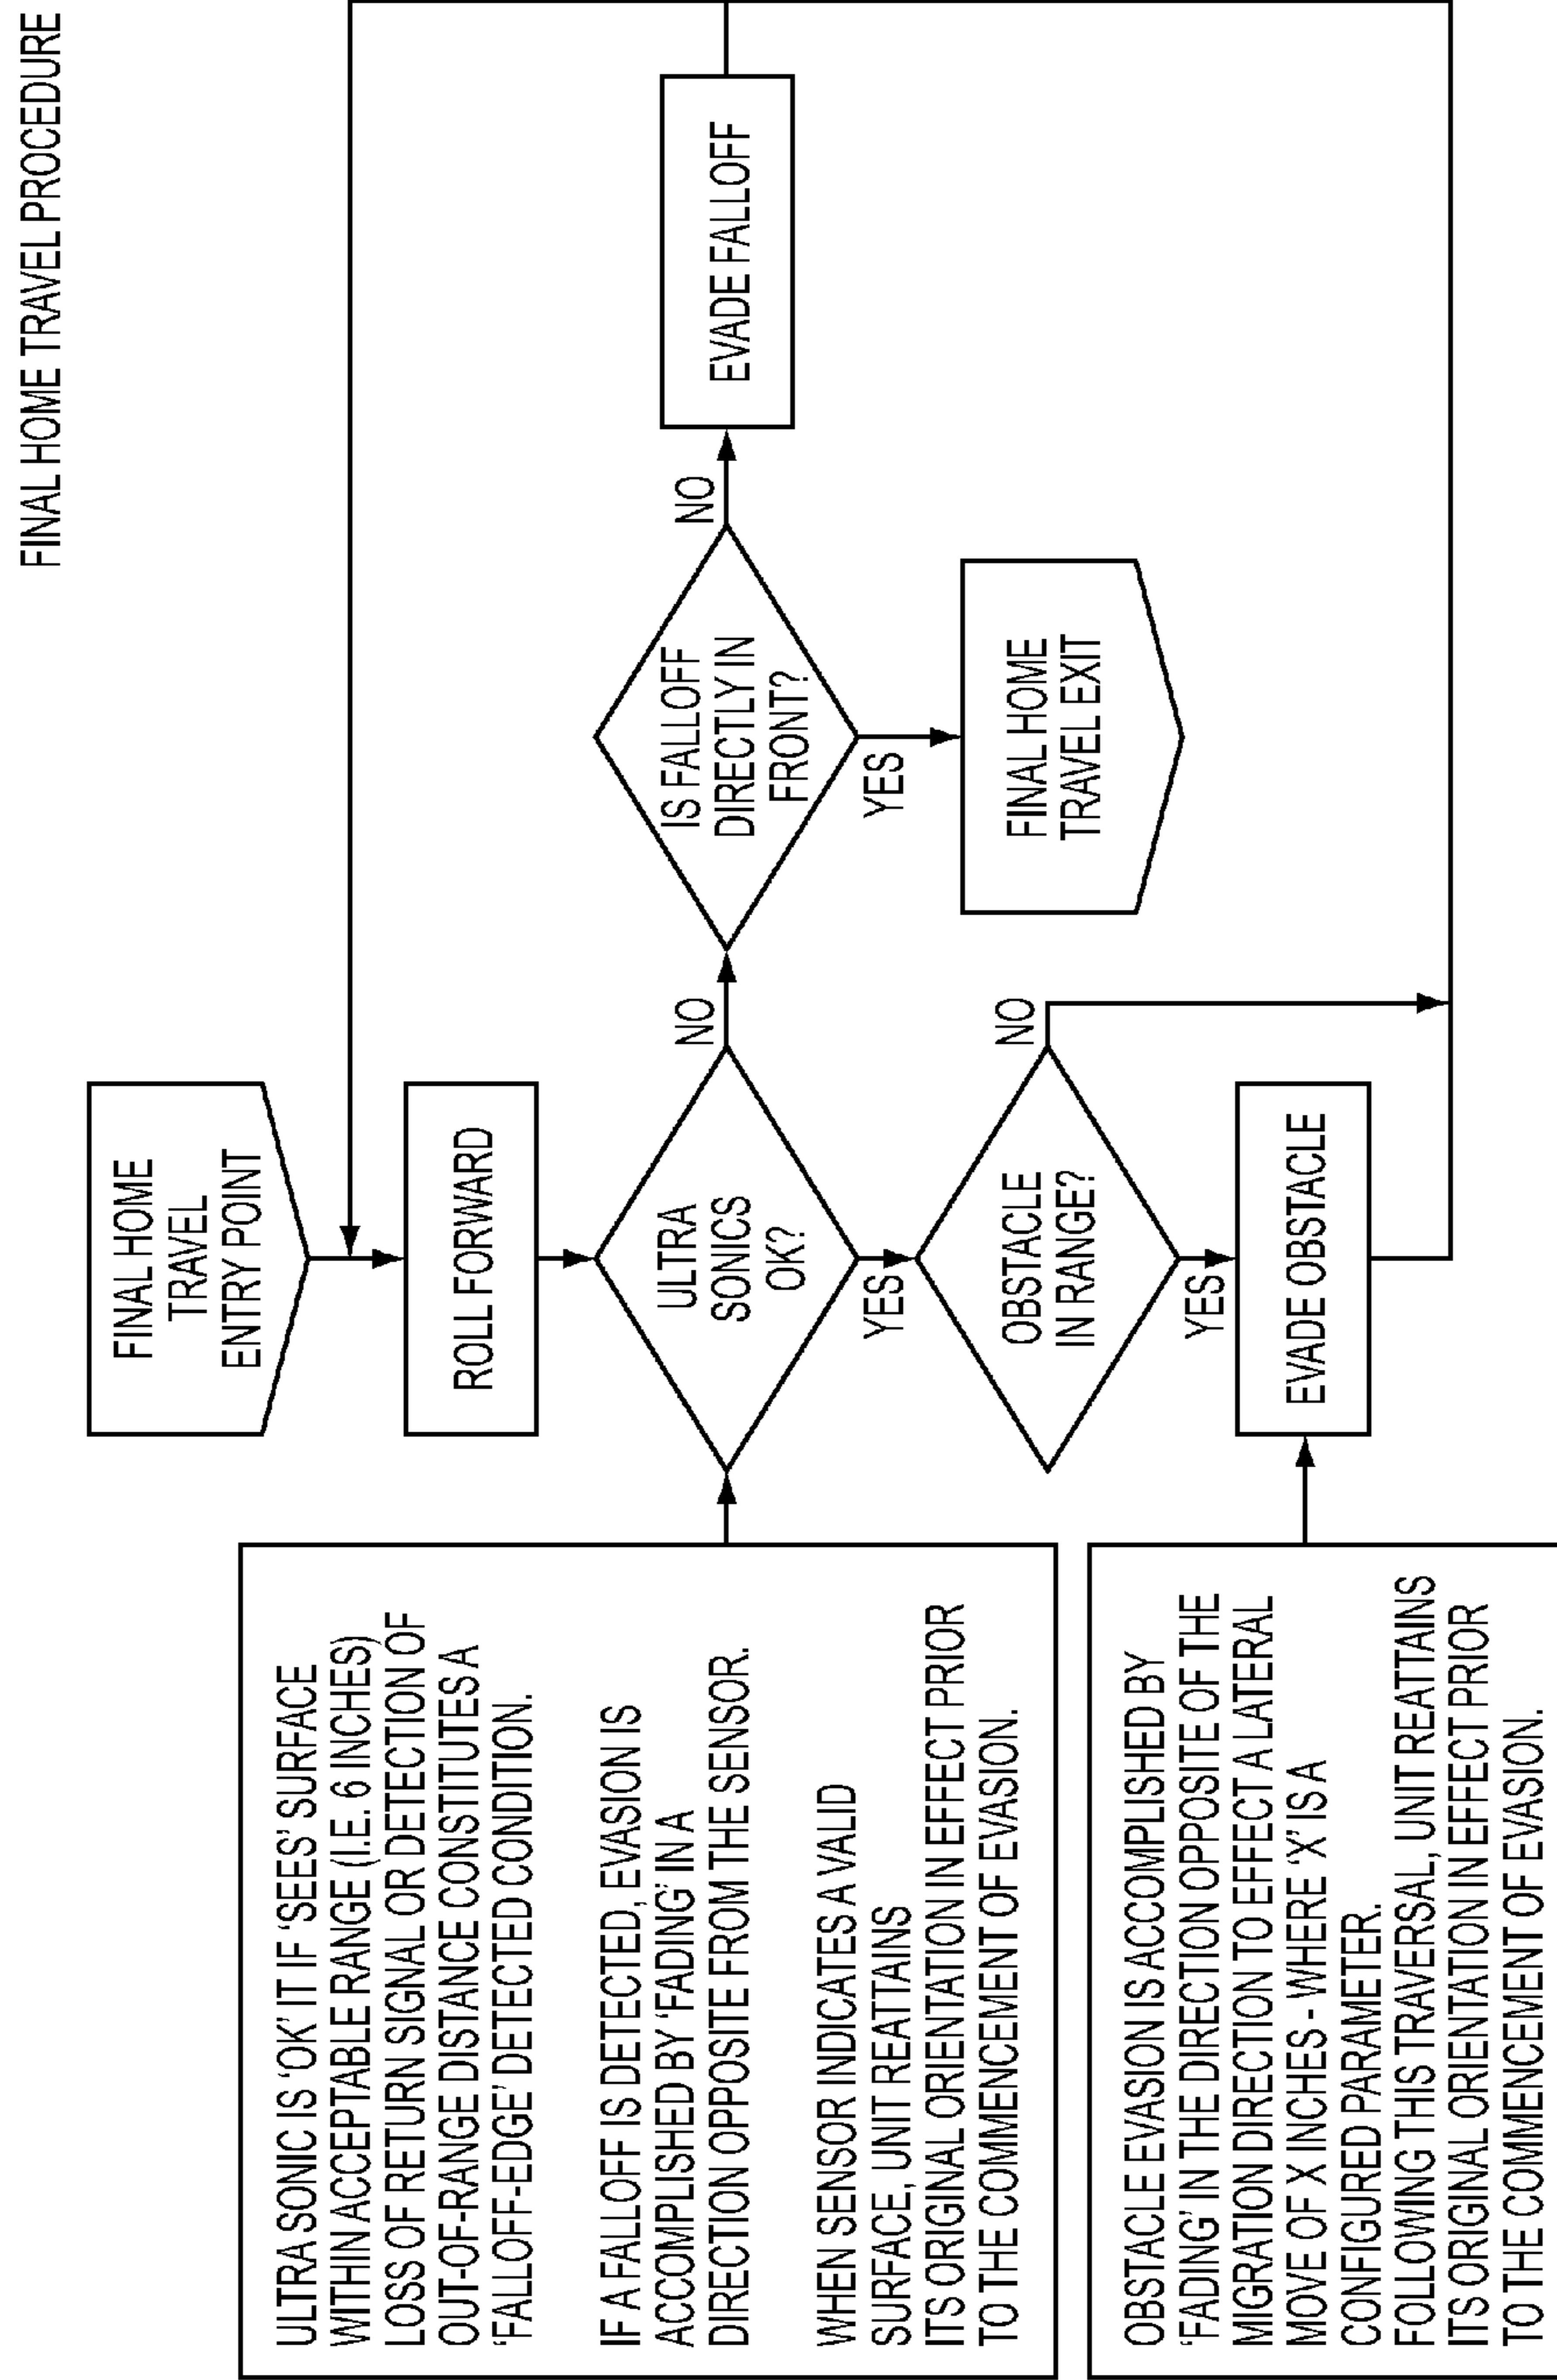 FINAL HOME TRAVEL PROCEDURE
FINAL HOME
TRAVEL
ENTRY POINT
ROLL FORWARD
ULTRA SONIC IS 'OK' IT IF 'SEES' SURFACE
WITHIN ACCEPTABLE RANGE (I.E. 6 INCHES)
LOSS OF RETURN SIGNAL OR DETECTION OF
OUT-OF-RANGE DISTANCE CONSTITUTES A
'FALLOFF-EDGE' DETECTED CONDITION.
IF A FALLOFF IS DETECTED, EVASION IS
ACCOMPLISHED BY 'FADING' IN A
DIRECTION OPPOSITE FROM THE SENSOR.
WHEN SENSOR INDICATES A VALID
SURFACE, UNIT REATTAINS
ITS ORIGINAL ORIENTATION IN EFFECT PRIOR
TO THE COMMENCEMENT OF EVASION.
ULTRA
SONICS
OK?
NO
IS FALLOFF
DIRECTLY IN
FRONT?
NO
EVADE FALLOFF
YES
YES
FINAL HOME
TRAVEL EXIT
OBSTACLE
IN RANGE?
NO
YES
EVADE OBSTACLE
OBSTACLE EVASION IS ACCOMPLISHED BY
'FADING' IN THE DIRECTION OPPOSITE OF THE
MIGRATION DIRECTION TO EFFECT A LATERAL
MOVE OF X INCHES - WHERE 'X' IS A
CONFIGURED PARAMETER.
FOLLOWING THIS TRAVERSAL, UNIT REATTAINS
ITS ORIGINAL ORIENTATION IN EFFECT PRIOR
TO THE COMMENCEMENT OF EVASION.